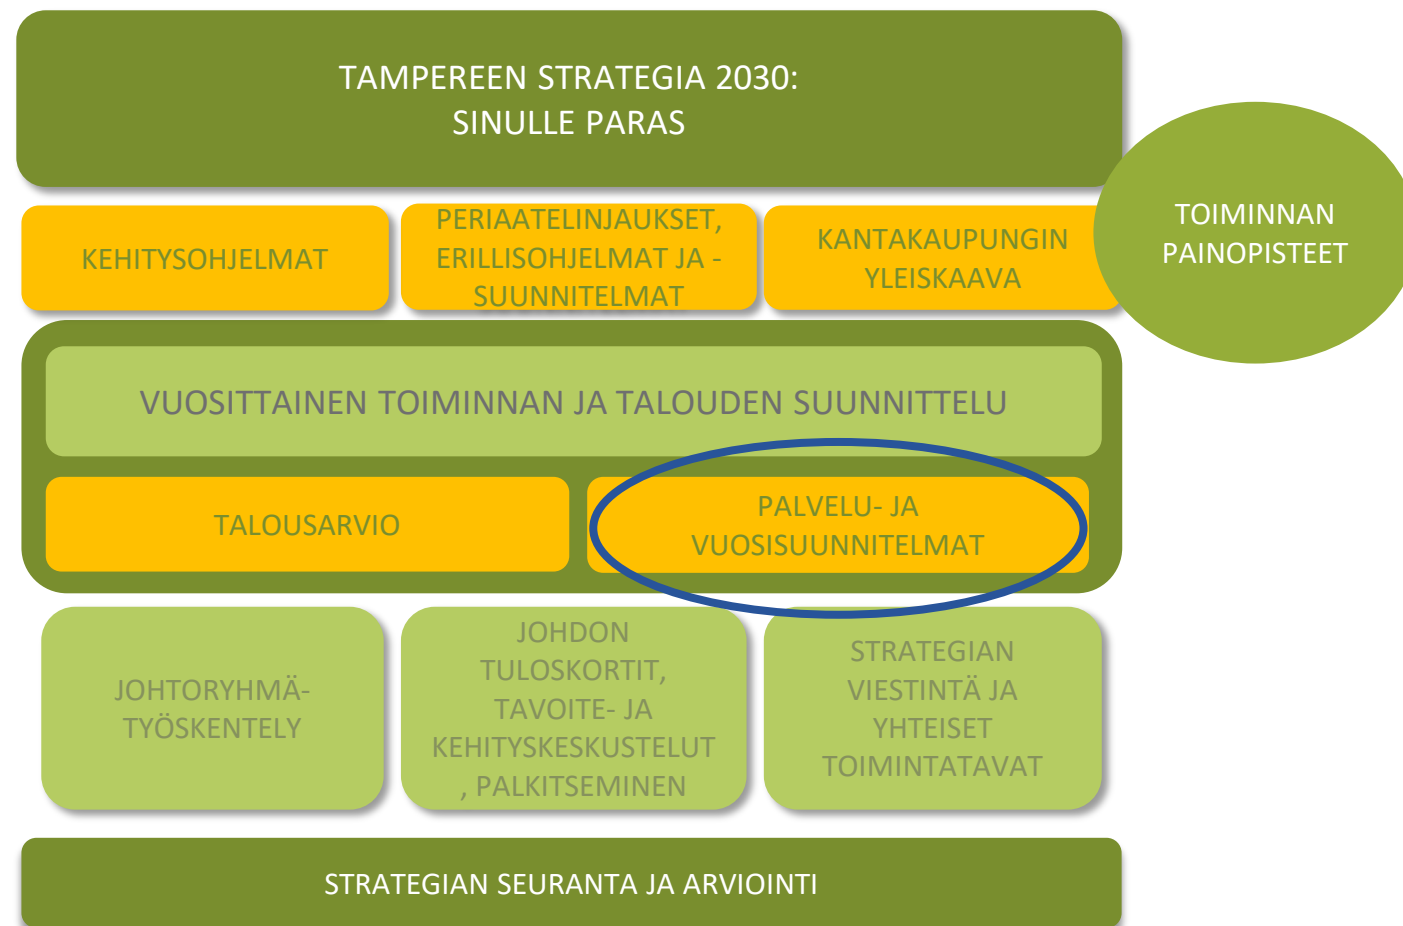 TAMPEREEN STRATEGIA 2030:
SINULLE PARAS
TOIMINNAN
PAINOPISTEET
KEHITYSOHJELMAT
PERIAATELINJAUKSET,
ERILLISOHJELMAT JA -
SUUNNITELMAT
KANTAKAUPUNGIN
YLEISKAAVA
VUOSITTAINEN TOIMINNAN JA TALOUDEN SUUNNITTELU
TALOUSARVIO
PALVELU- JA
VUOSISUUNNITELMAT
JOHTORYHMÄ-
TYÖSKENTELY
JOHDON
TULOSKORTIT,
TAVOITE- JA
KEHITYSKESKUSTELUT
, PALKITSEMINEN
STRATEGIAN
VIESTINTÄ JA
YHTEISET
TOIMINTATAVAT
STRATEGIAN SEURANTA JA ARVIOINTI